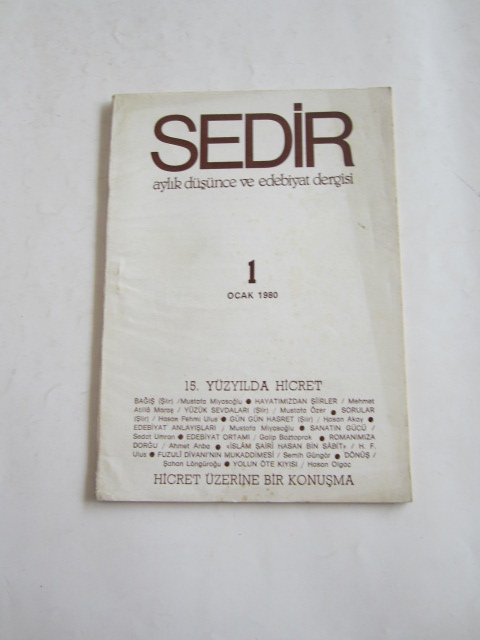 SEDİR
aylık düşünce ve edebiyat dergisi
1
OCAK 1980
15. YÜZYILDA HİCRET
BAĞIŞ (Şiir) / Mustafa Miyasoğlu ● HAYATIMIZDAN ŞİİRLER / Mehmet
Atillâ Maraş / YÜZÜK SEVDALARI (Şiir) / Mustafa Özer ● SORULAR
(Şiir) / Hasan Fehmi Ulus ● GÜN GÜN HASRET (Şiir) / Hasan Akay ●
EDEBİYAT ANLAYIŞLARI / Mustafa Miyasoğlu ● SANATIN GÜCÜ /
Sedat Umran ● EDEBİYAT ORTAMI / Galip Boztoprak ● ROMANIMIZA
DOĞRU / Ahmet Anba ● «İSLÂM ŞAİRİ HASAN BİN SÂBİT» / H. F.
Ulus ● FUZULÎ DİVANI'NIN MUKADDİMESİ / Semih Güngör ● DÖNÜŞ /
Şahan Löngüroğlu ● YOLUN ÖTE KIYISI / Hasan Olgaç
HİCRET ÜZERİNE BİR KONUŞMA